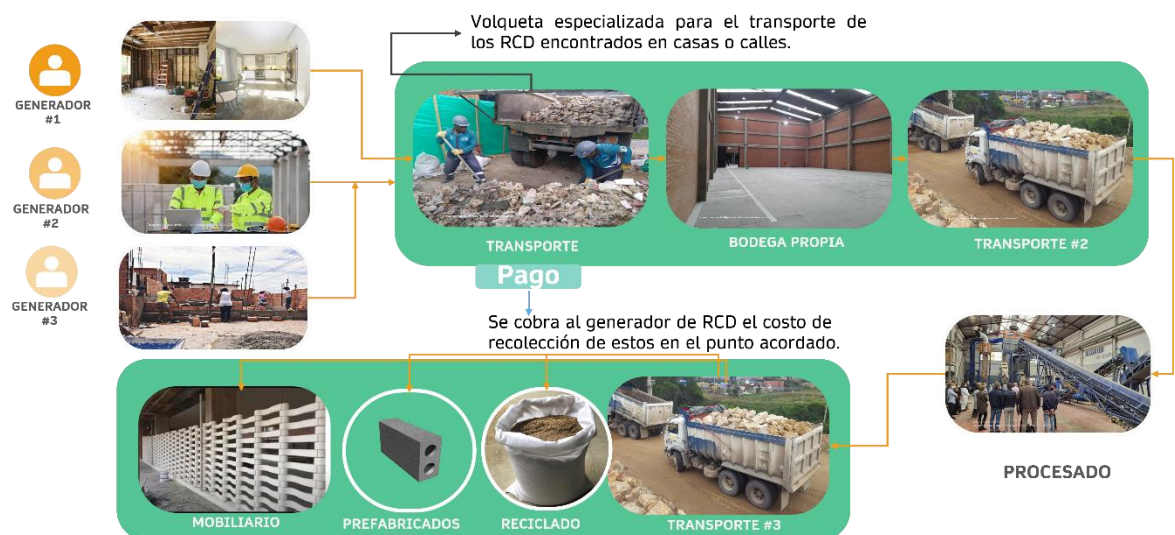 Volqueta especializada para el transporte de
los RCD encontrados en casas o calles.
GENERADOR
#1
GENERADOR
#2
GENERADOR
#3
TRANSPORTE
BODEGA PROPIA
TRANSPORTE #2
Pago
Se cobra al generador de RCD el costo de
recolección de estos en el punto acordado.
PROCESADO
MOBILIARIO
PREFABRICADOS
RECICLADO
TRANSPORTE #3